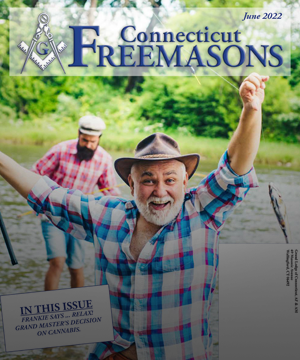 June 2022
Connecticut
FREEMASONS
G
IN THIS ISSUE
FRANKIE SAYS ... RELAX!
GRAND MASTER'S DECISION
ON CANNABIS.